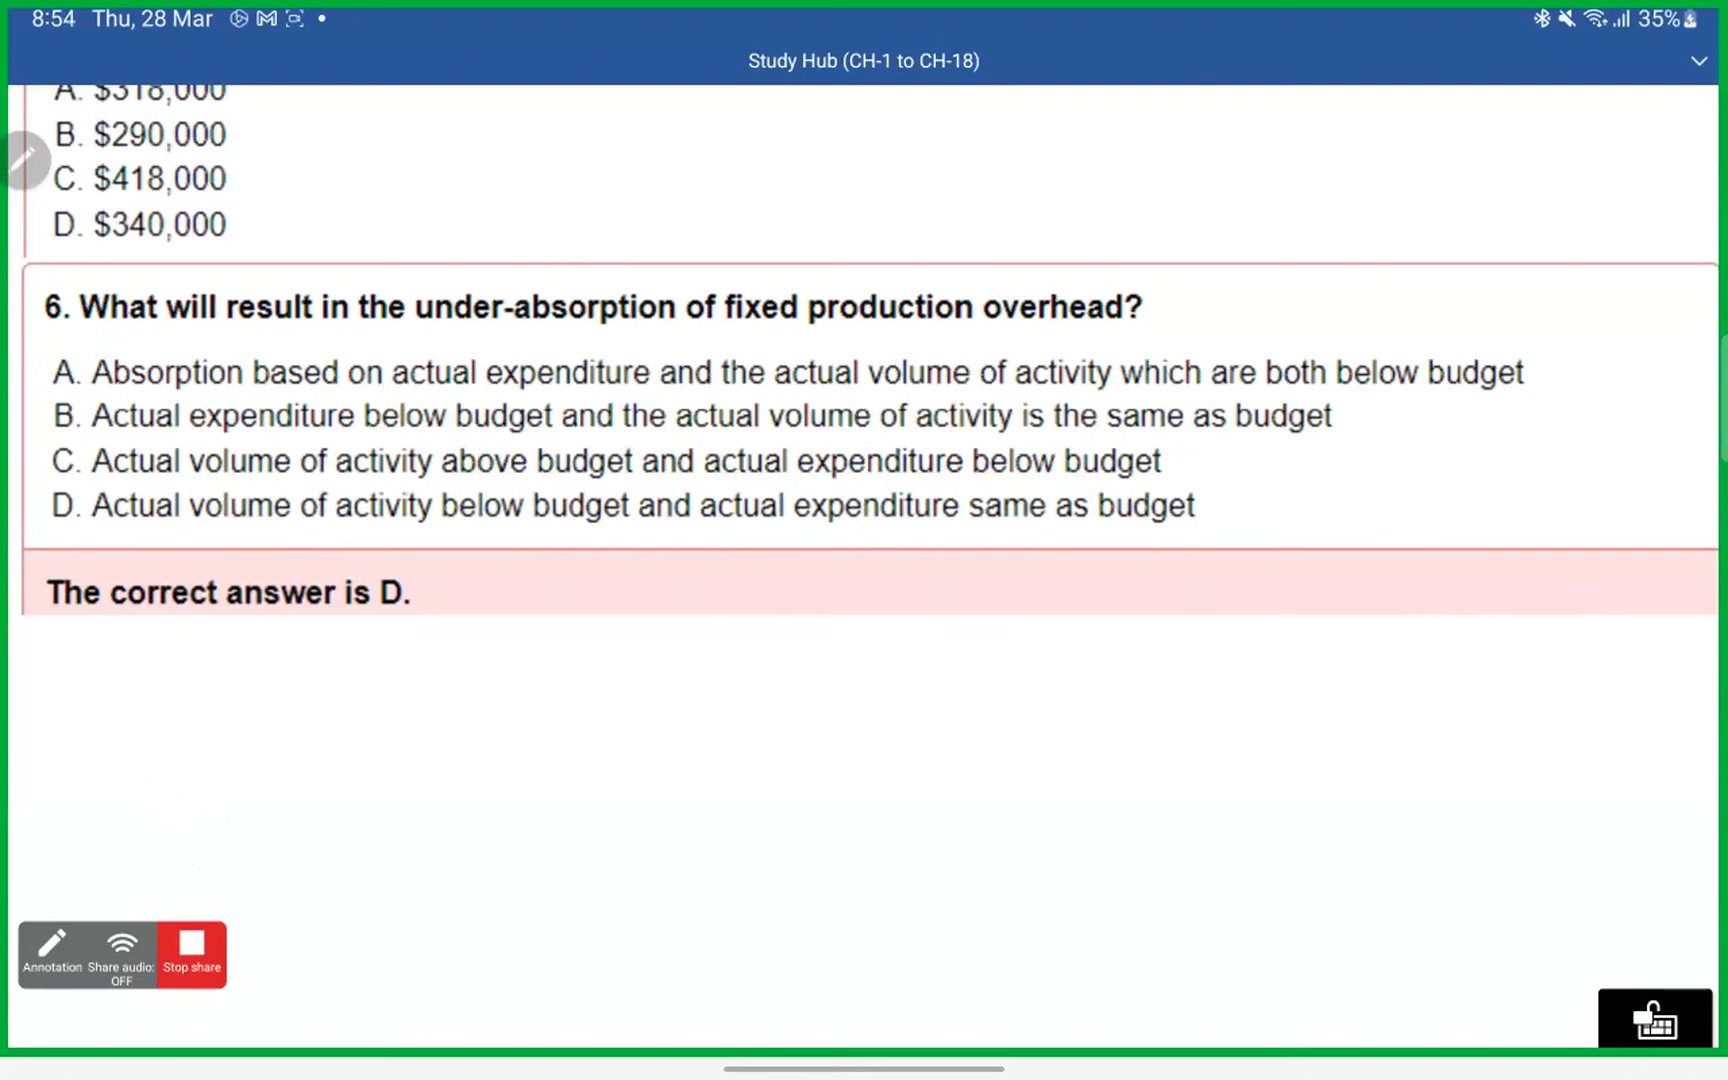 8:54 Thu, 28 Mar
35%
Study Hub (CH-1 to CH-18)
A. $318,000
B. $290,000
C. $418,000
D. $340,000
6. What will result in the under-absorption of fixed production overhead?
A. Absorption based on actual expenditure and the actual volume of activity which are both below budget
B. Actual expenditure below budget and the actual volume of activity is the same as budget
C. Actual volume of activity above budget and actual expenditure below budget
D. Actual volume of activity below budget and actual expenditure same as budget
The correct answer is D.
Annotation
Share audio:
OFF
Stop share